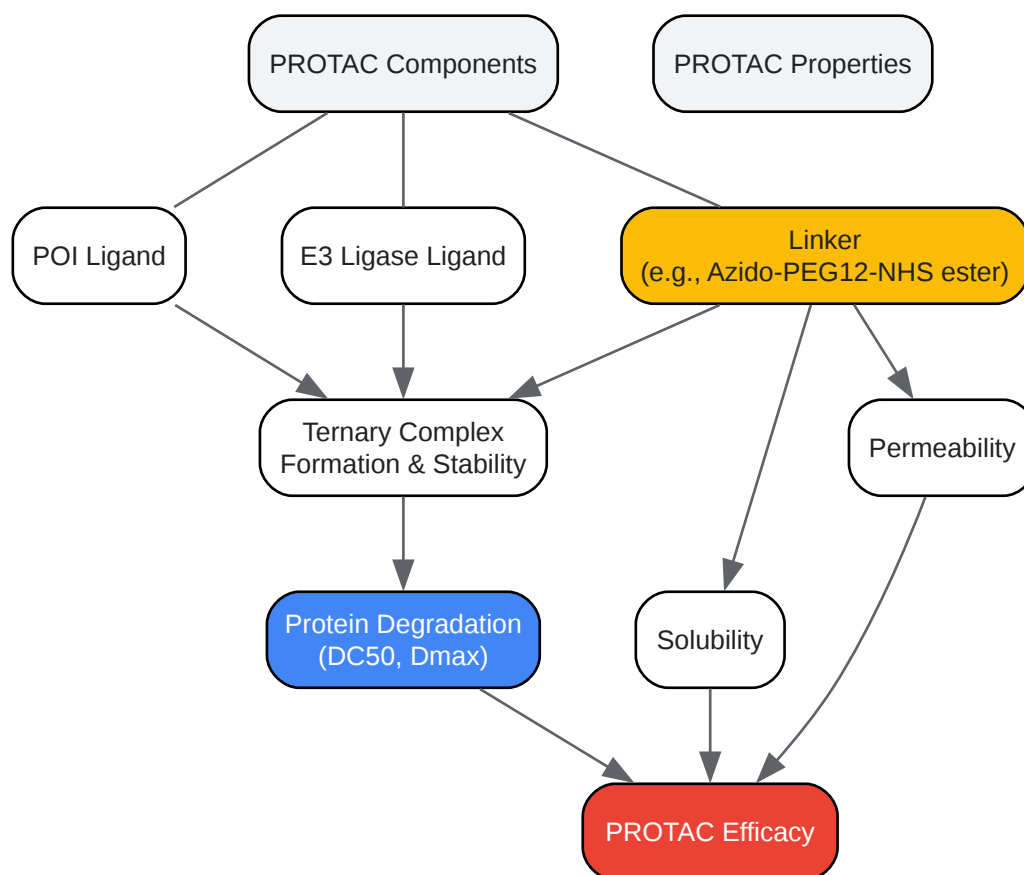 PROTAC Components
PROTAC Properties
POI Ligand
E3 Ligase Ligand
Linker
(e.g., Azido-PEG12-NHS ester)
Ternary Complex
Formation & Stability
Permeability
Protein Degradation
(DC50, Dmax)
Solubility
PROTAC Efficacy